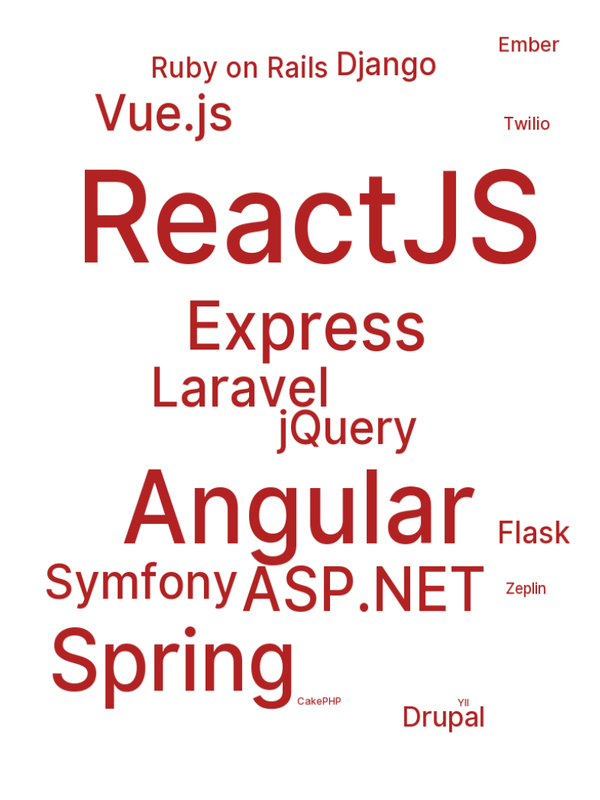 Ember
Ruby on Rails Django
Vue.js
Twilio
ReactJS
Express
Laravel
jQuery
Angular
Flask
Symfony ASP.NET
Zeplin
Spring
CakePHP
YII
Drupal